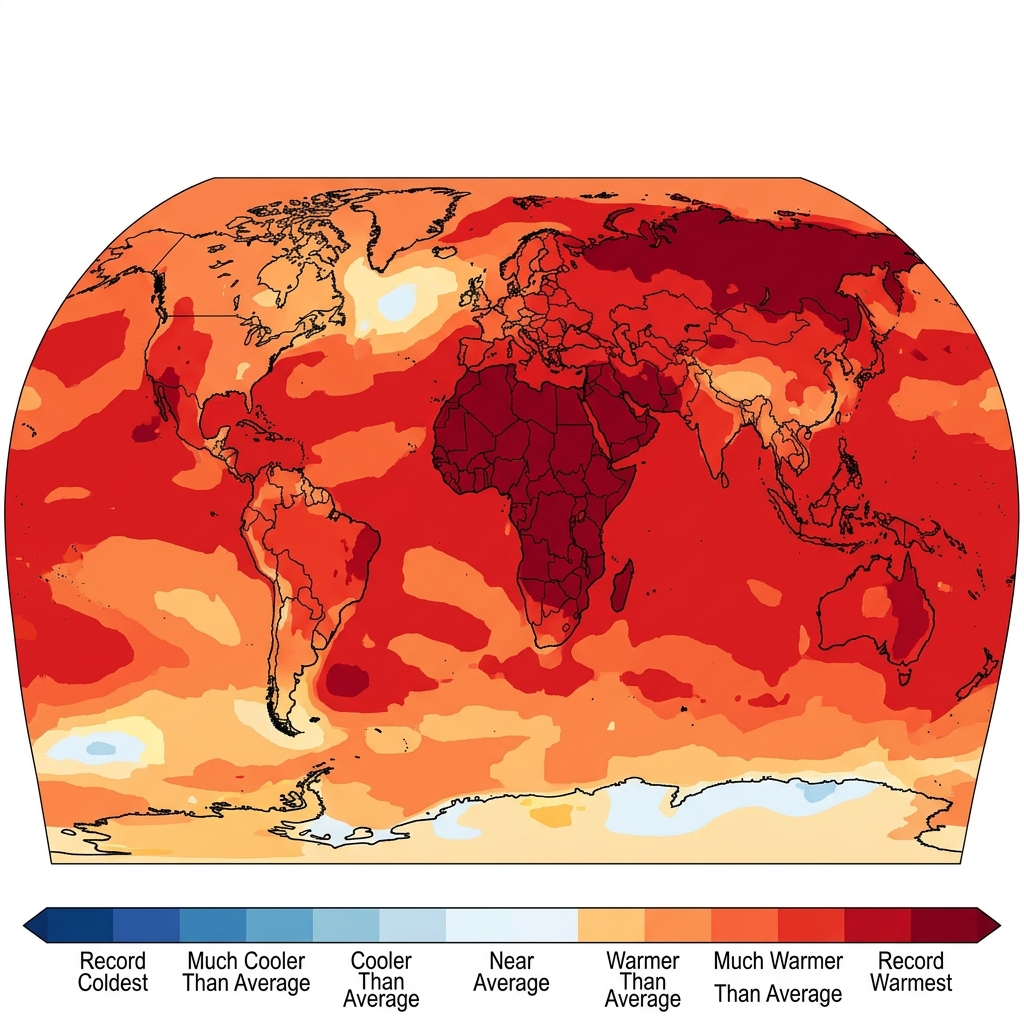 Record
Coldest
Much Cooler
Than Average
Cooler
Than
Average
Near
Average
Warmer
Than
Average
Much Warmer
Than Average
Record
Warmest